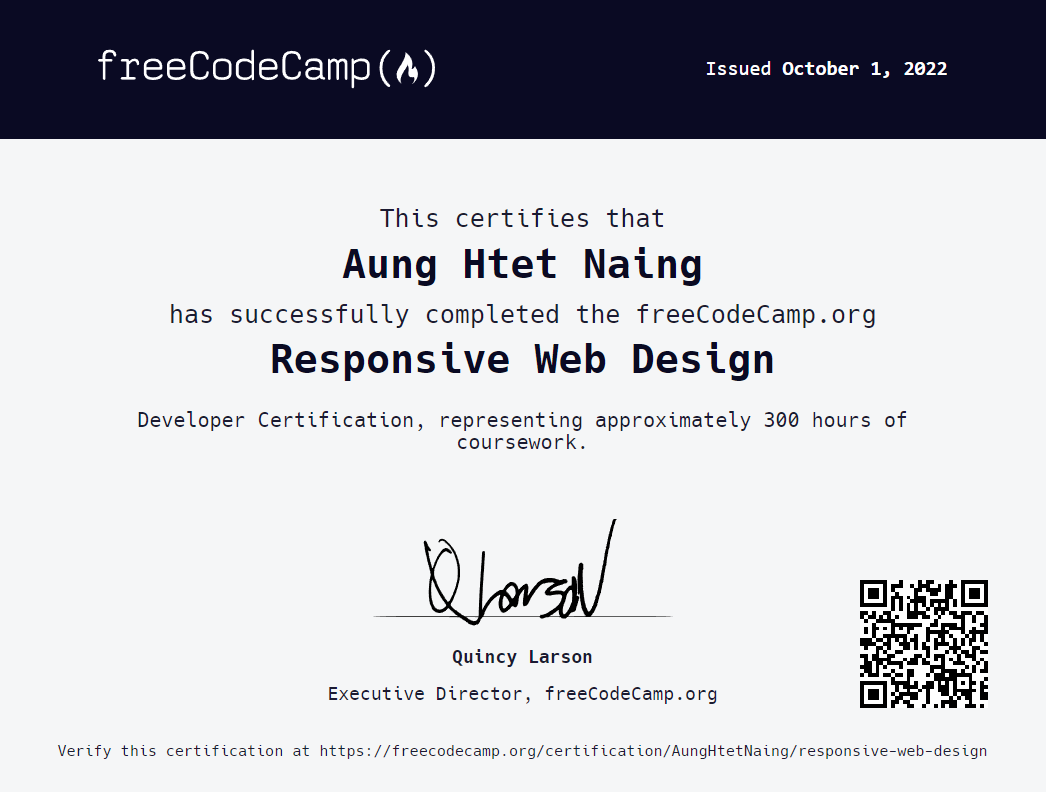 freeCodeCamp
Issued October 1, 2022
This certifies that
Aung Htet Naing
has successfully completed the freeCodeCamp.org
Responsive Web Design
Developer Certification, representing approximately 300 hours of
coursework.
Q Larson
Quincy Larson
Executive Director, freeCodeCamp.org
Verify this certification at https://freecodecamp.org/certification/AungHtetNaing/responsive-web-design